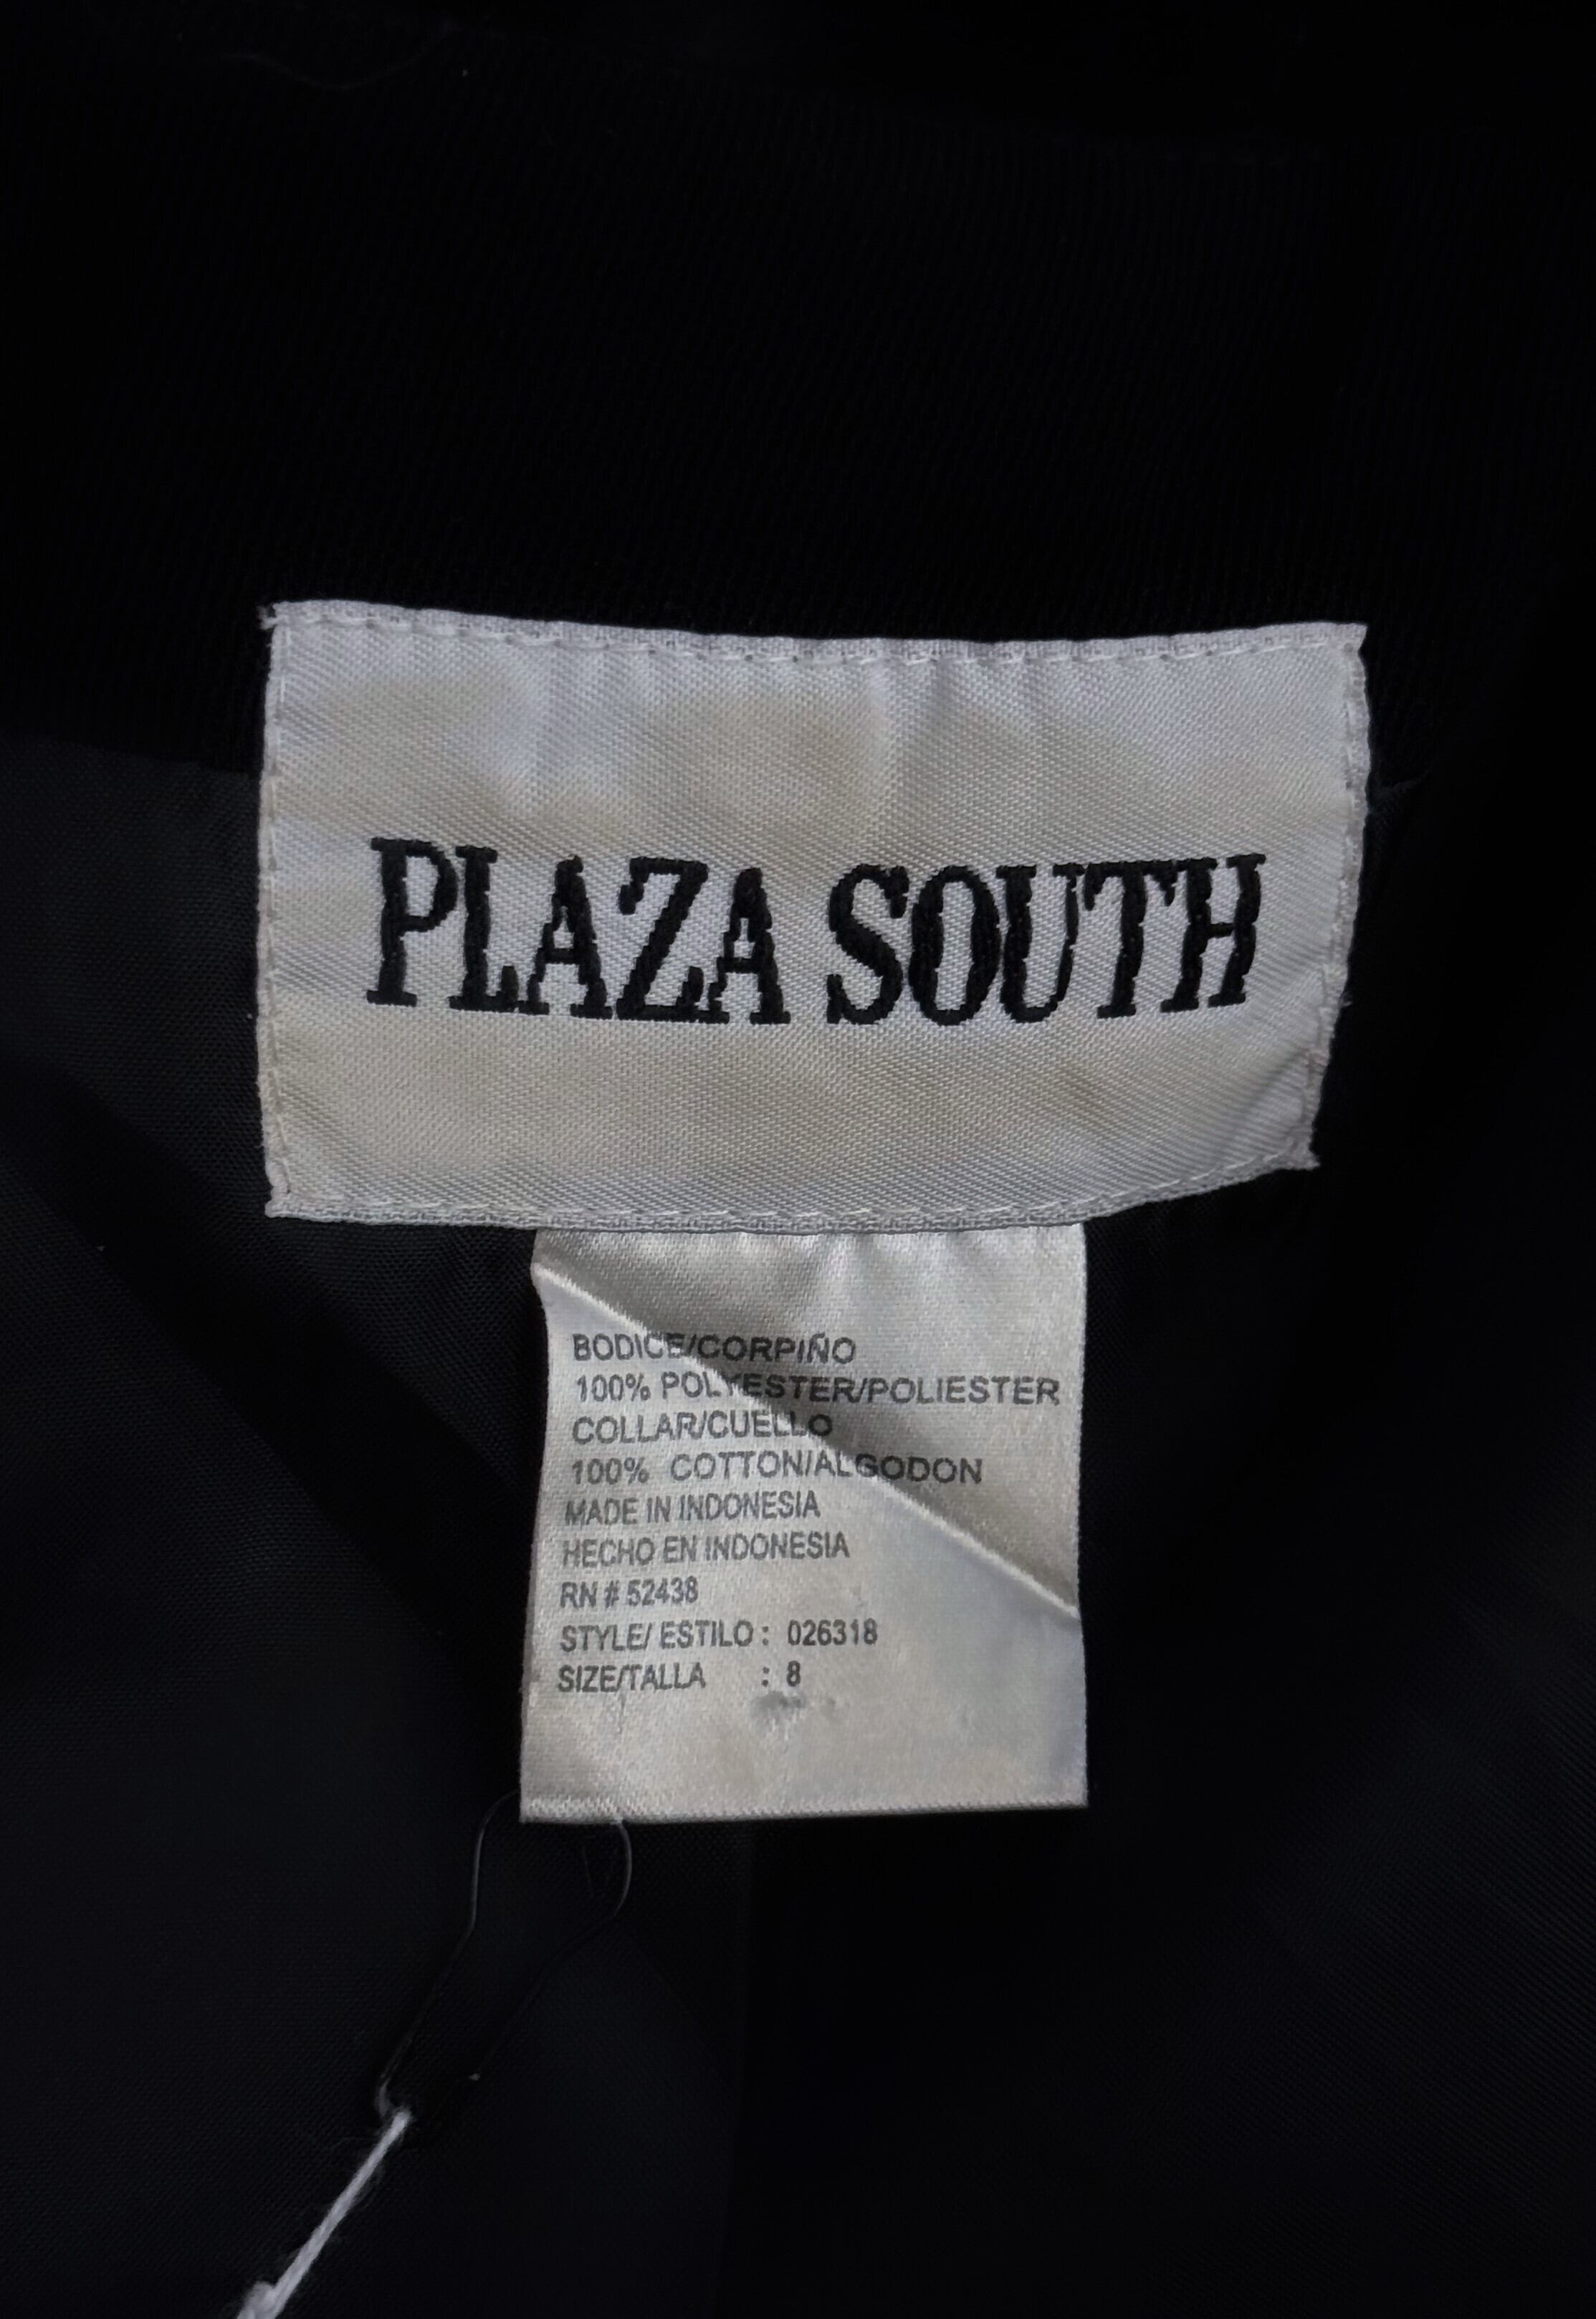 PLAZA SOUTH
BODICE/CORPIÑO
100% POLYESTER/POLIESTER
COLLAR/CUELLO
100% COTTON/ALGODON
MADE IN INDONESIA
HECHO EN INDONESIA
RN # 52438
STYLE/ ESTILO : 026318
SIZE/TALLA : 8